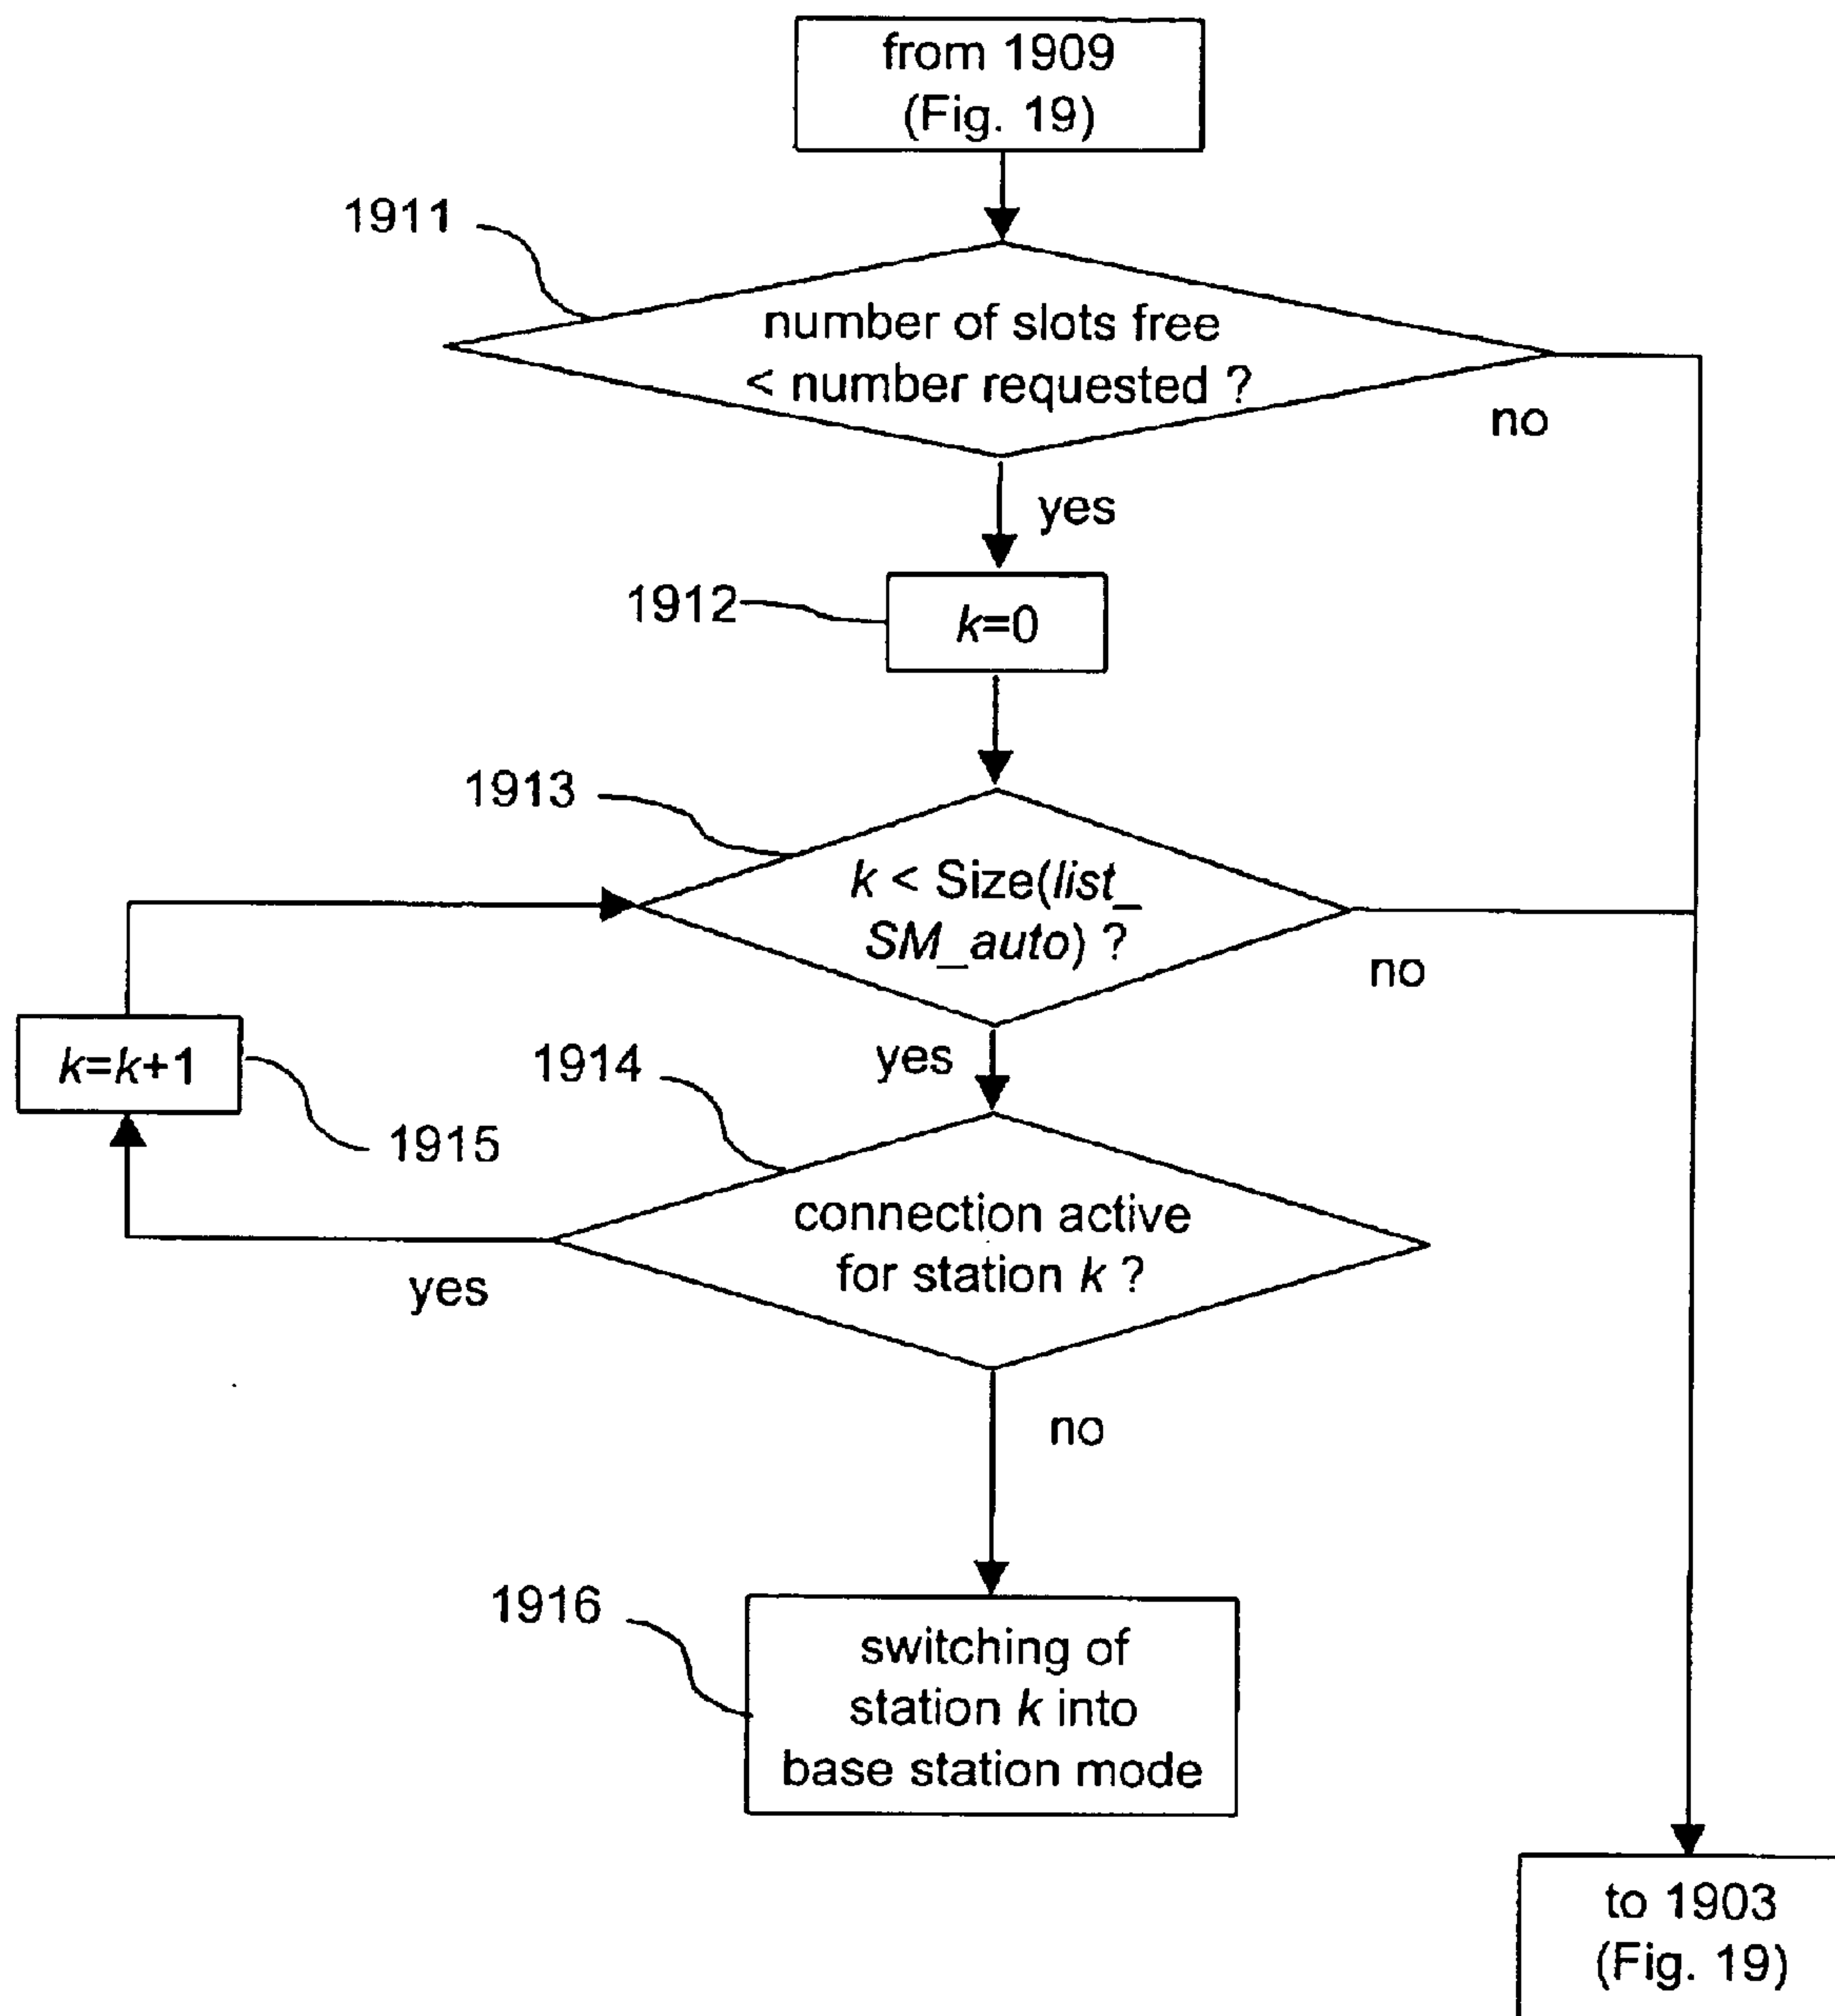 from 1909
(Fig. 19)
1911
number of slots free
< number requested ?
no
yes
1912
k=0
1913
k < Size(list_
SM_auto) ?
no
yes
k=k+1
1914
1915
connection active
for station k ?
yes
no
1916
switching of
station k into
base station mode
to 1903
(Fig. 19)